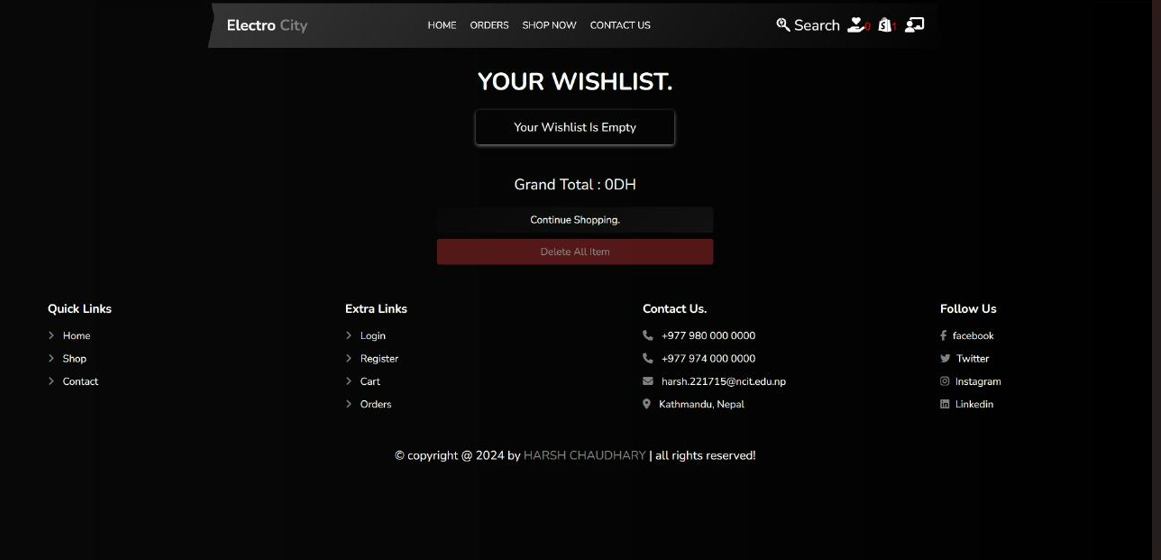 Electro City HOME ORDERS SHOP NOW CONTACT US Search 0 1
YOUR WISHLIST.
Your Wishlist Is Empty
Grand Total : 0DH
Continue Shopping.
Delete All Item
Quick Links
Home
Shop
Contact
Extra Links
Login
Register
Cart
Orders
Contact Us.
+977 980 000 0000
+977 974 000 0000
harsh.221715@ncit.edu.np
Kathmandu, Nepal
Follow Us
facebook
Twitter
Instagram
Linkedin
© copyright @ 2024 by HARSH CHAUDHARY | all rights reserved!